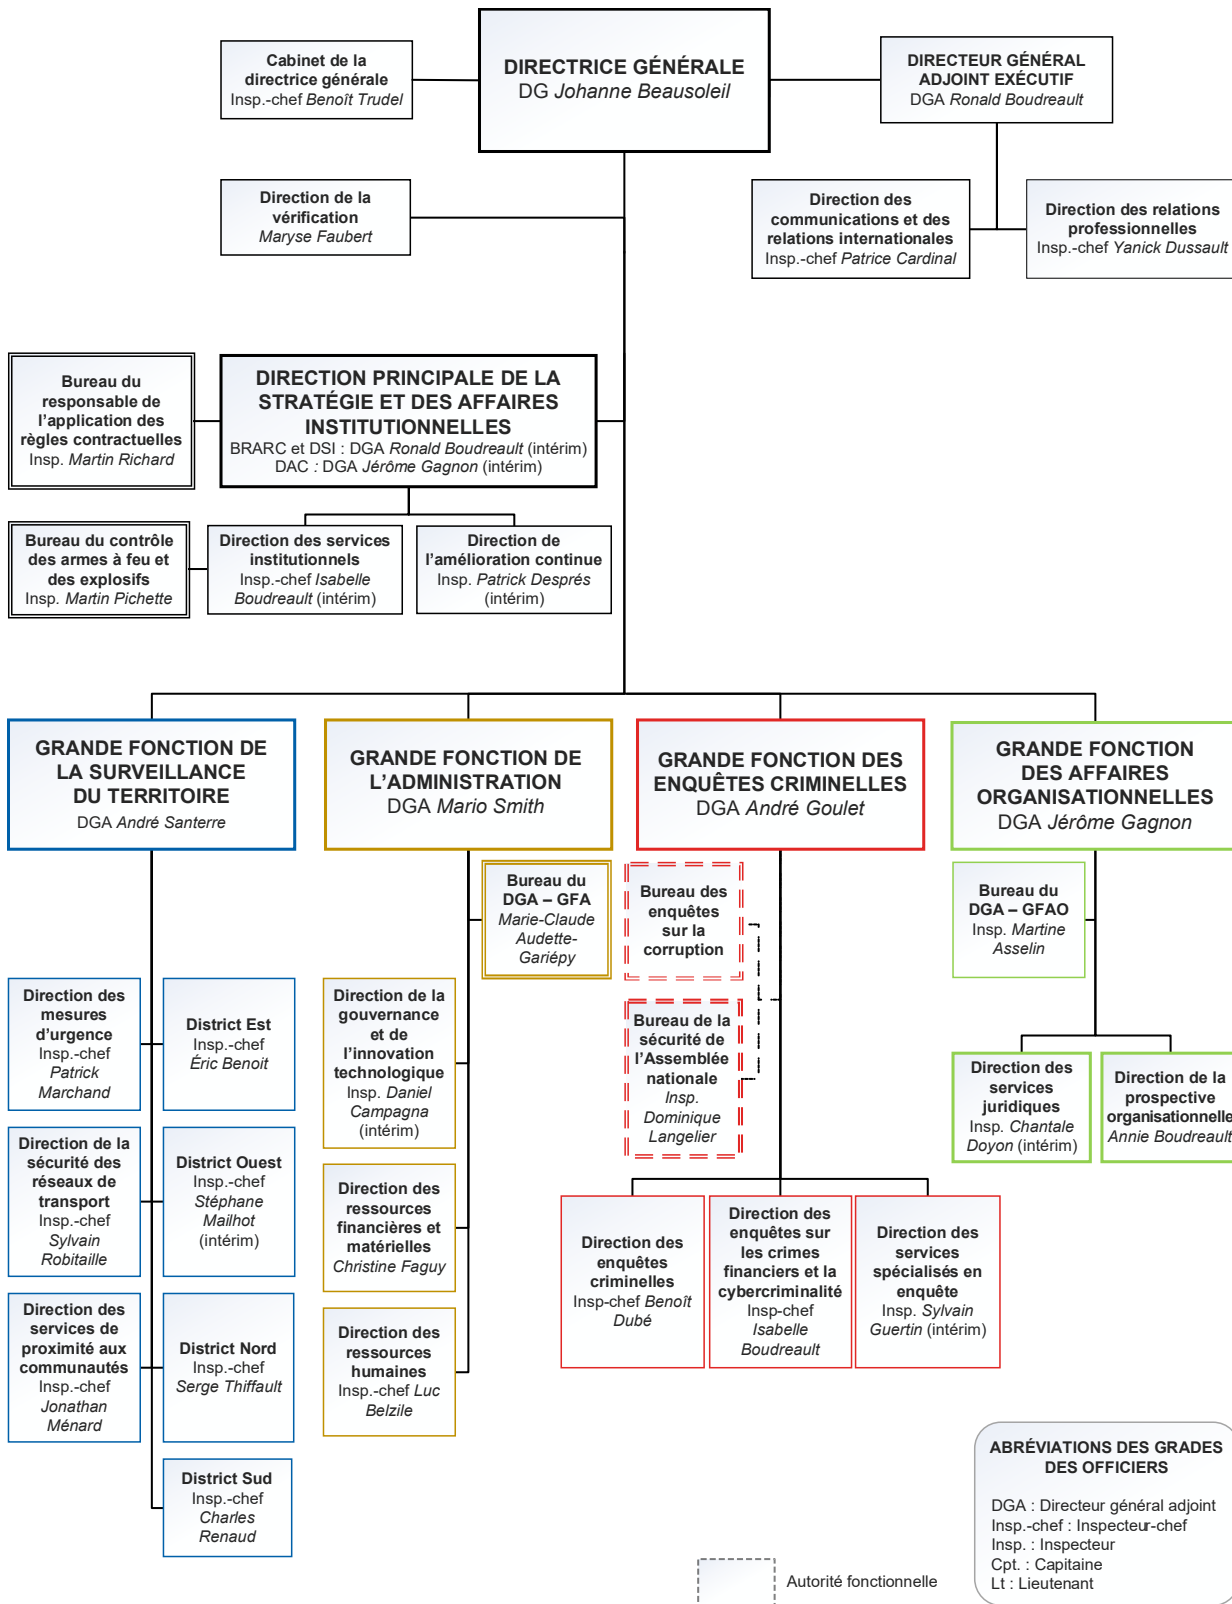 DIRECTRICE GÉNÉRALE
DG Johanne Beausoleil
Cabinet de la
directrice générale
Insp.-chef Benoît Trudel
DIRECTEUR GÉNÉRAL
ADJOINT EXÉCUTIF
DGA Ronald Boudreault
Direction de la
vérification
Maryse Faubert
Direction des
communications et des
relations internationales
Insp.-chef Patrice Cardinal
Direction des relations
professionnelles
Insp.-chef Yanick Dussault
Bureau du
responsable de
l’application des
règles contractuelles
Insp. Martin Richard
DIRECTION PRINCIPALE DE LA
STRATÉGIE ET DES AFFAIRES
INSTITUTIONNELLES
BRARC et DSI : DGA Ronald Boudreault (intérim)
DAC : DGA Jérôme Gagnon (intérim)
Bureau du contrôle
des armes à feu et
des explosifs
Insp. Martin Pichette
Direction des services
institutionnels
Insp.-chef Isabelle
Boudreault (intérim)
Direction de
l’amélioration continue
Insp. Patrick Després
(intérim)
GRANDE FONCTION DE
LA SURVEILLANCE
DU TERRITOIRE
DGA André Santerre
GRANDE FONCTION DE
L’ADMINISTRATION
DGA Mario Smith
GRANDE FONCTION DES
ENQUÊTES CRIMINELLES
DGA André Goulet
GRANDE FONCTION
DES AFFAIRES
ORGANISATIONNELLES
DGA Jérôme Gagnon
Bureau du
DGA – GFA
Marie-Claude
Audette-
Gariépy
Bureau des
enquêtes
sur la
corruption
Bureau du
DGA – GFAO
Insp. Martine
Asselin
Direction des
mesures
d’urgence
Insp.-chef
Patrick
Marchand
District Est
Insp.-chef
Éric Benoit
Direction de la
gouvernance
et de
l’innovation
technologique
Insp. Daniel
Campagna
(intérim)
Bureau de la
sécurité de
l’Assemblée
nationale
Insp.
Dominique
Langelier
Direction des
services
juridiques
Insp. Chantale
Doyon (intérim)
Direction de la
prospective
organisationnelle
Annie Boudreault
Direction de la
sécurité des
réseaux de
transport
Insp.-chef
Sylvain
Robitaille
District Ouest
Insp.-chef
Stéphane
Mailhot
(intérim)
Direction des
ressources
financières et
matérielles
Christine Faguy
Direction des
enquêtes
criminelles
Insp-chef Benoît
Dubé
Direction des
enquêtes sur
les crimes
financiers et la
cybercriminalité
Insp-chef
Isabelle
Boudreault
Direction des
services
spécialisés en
enquête
Insp. Sylvain
Guertin (intérim)
Direction des
services de
proximité aux
communautés
Insp.-chef
Jonathan
Ménard
District Nord
Insp.-chef
Serge Thiffault
Direction des
ressources
humaines
Insp.-chef Luc
Belzile
District Sud
Insp.-chef
Charles
Renaud
ABRÉVIATIONS DES GRADES
DES OFFICIERS
DGA : Directeur général adjoint
Insp.-chef : Inspecteur-chef
Insp. : Inspecteur
Cpt. : Capitaine
Lt : Lieutenant
Autorité fonctionnelle